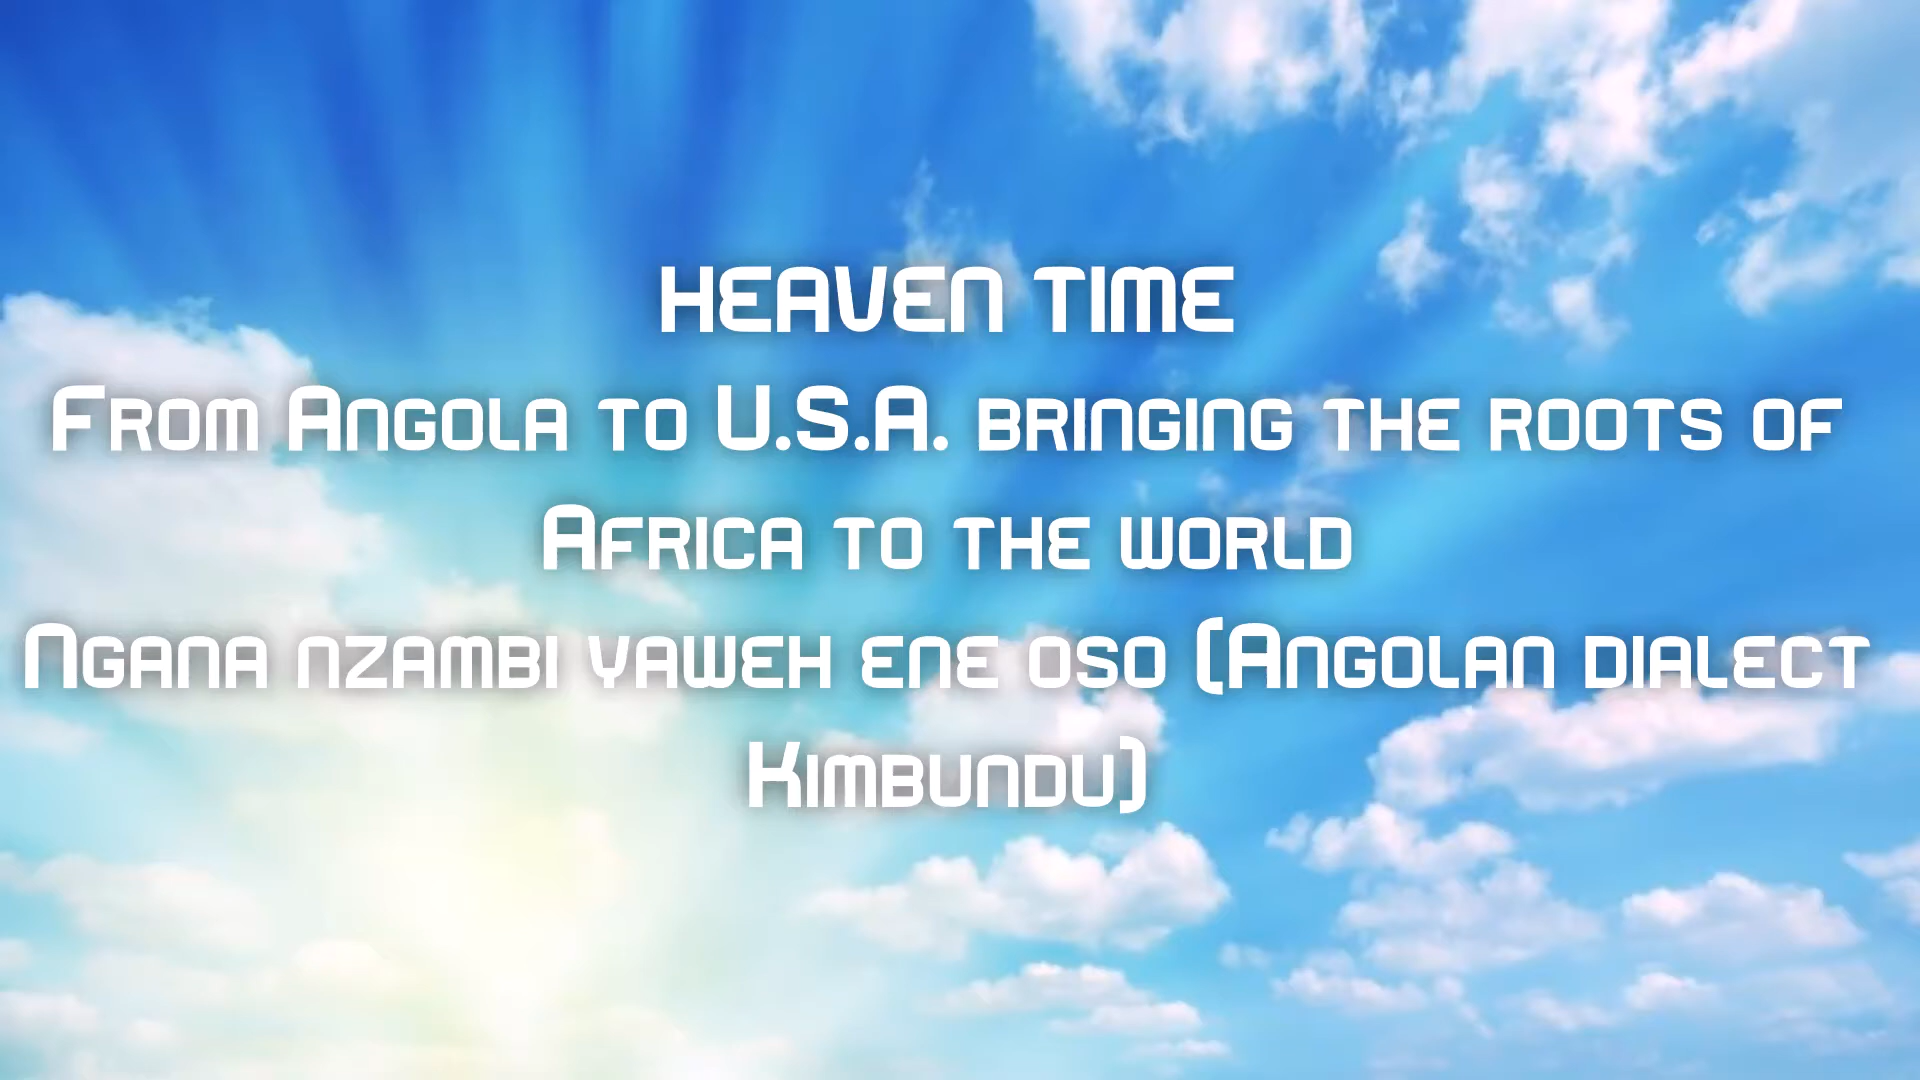 HEAVEN TIME
From Angola to U.S.A. bringing the roots of
Africa to the world
Ngana nzambi yaweh ene oso (Angolan dialect
Kimbundu)